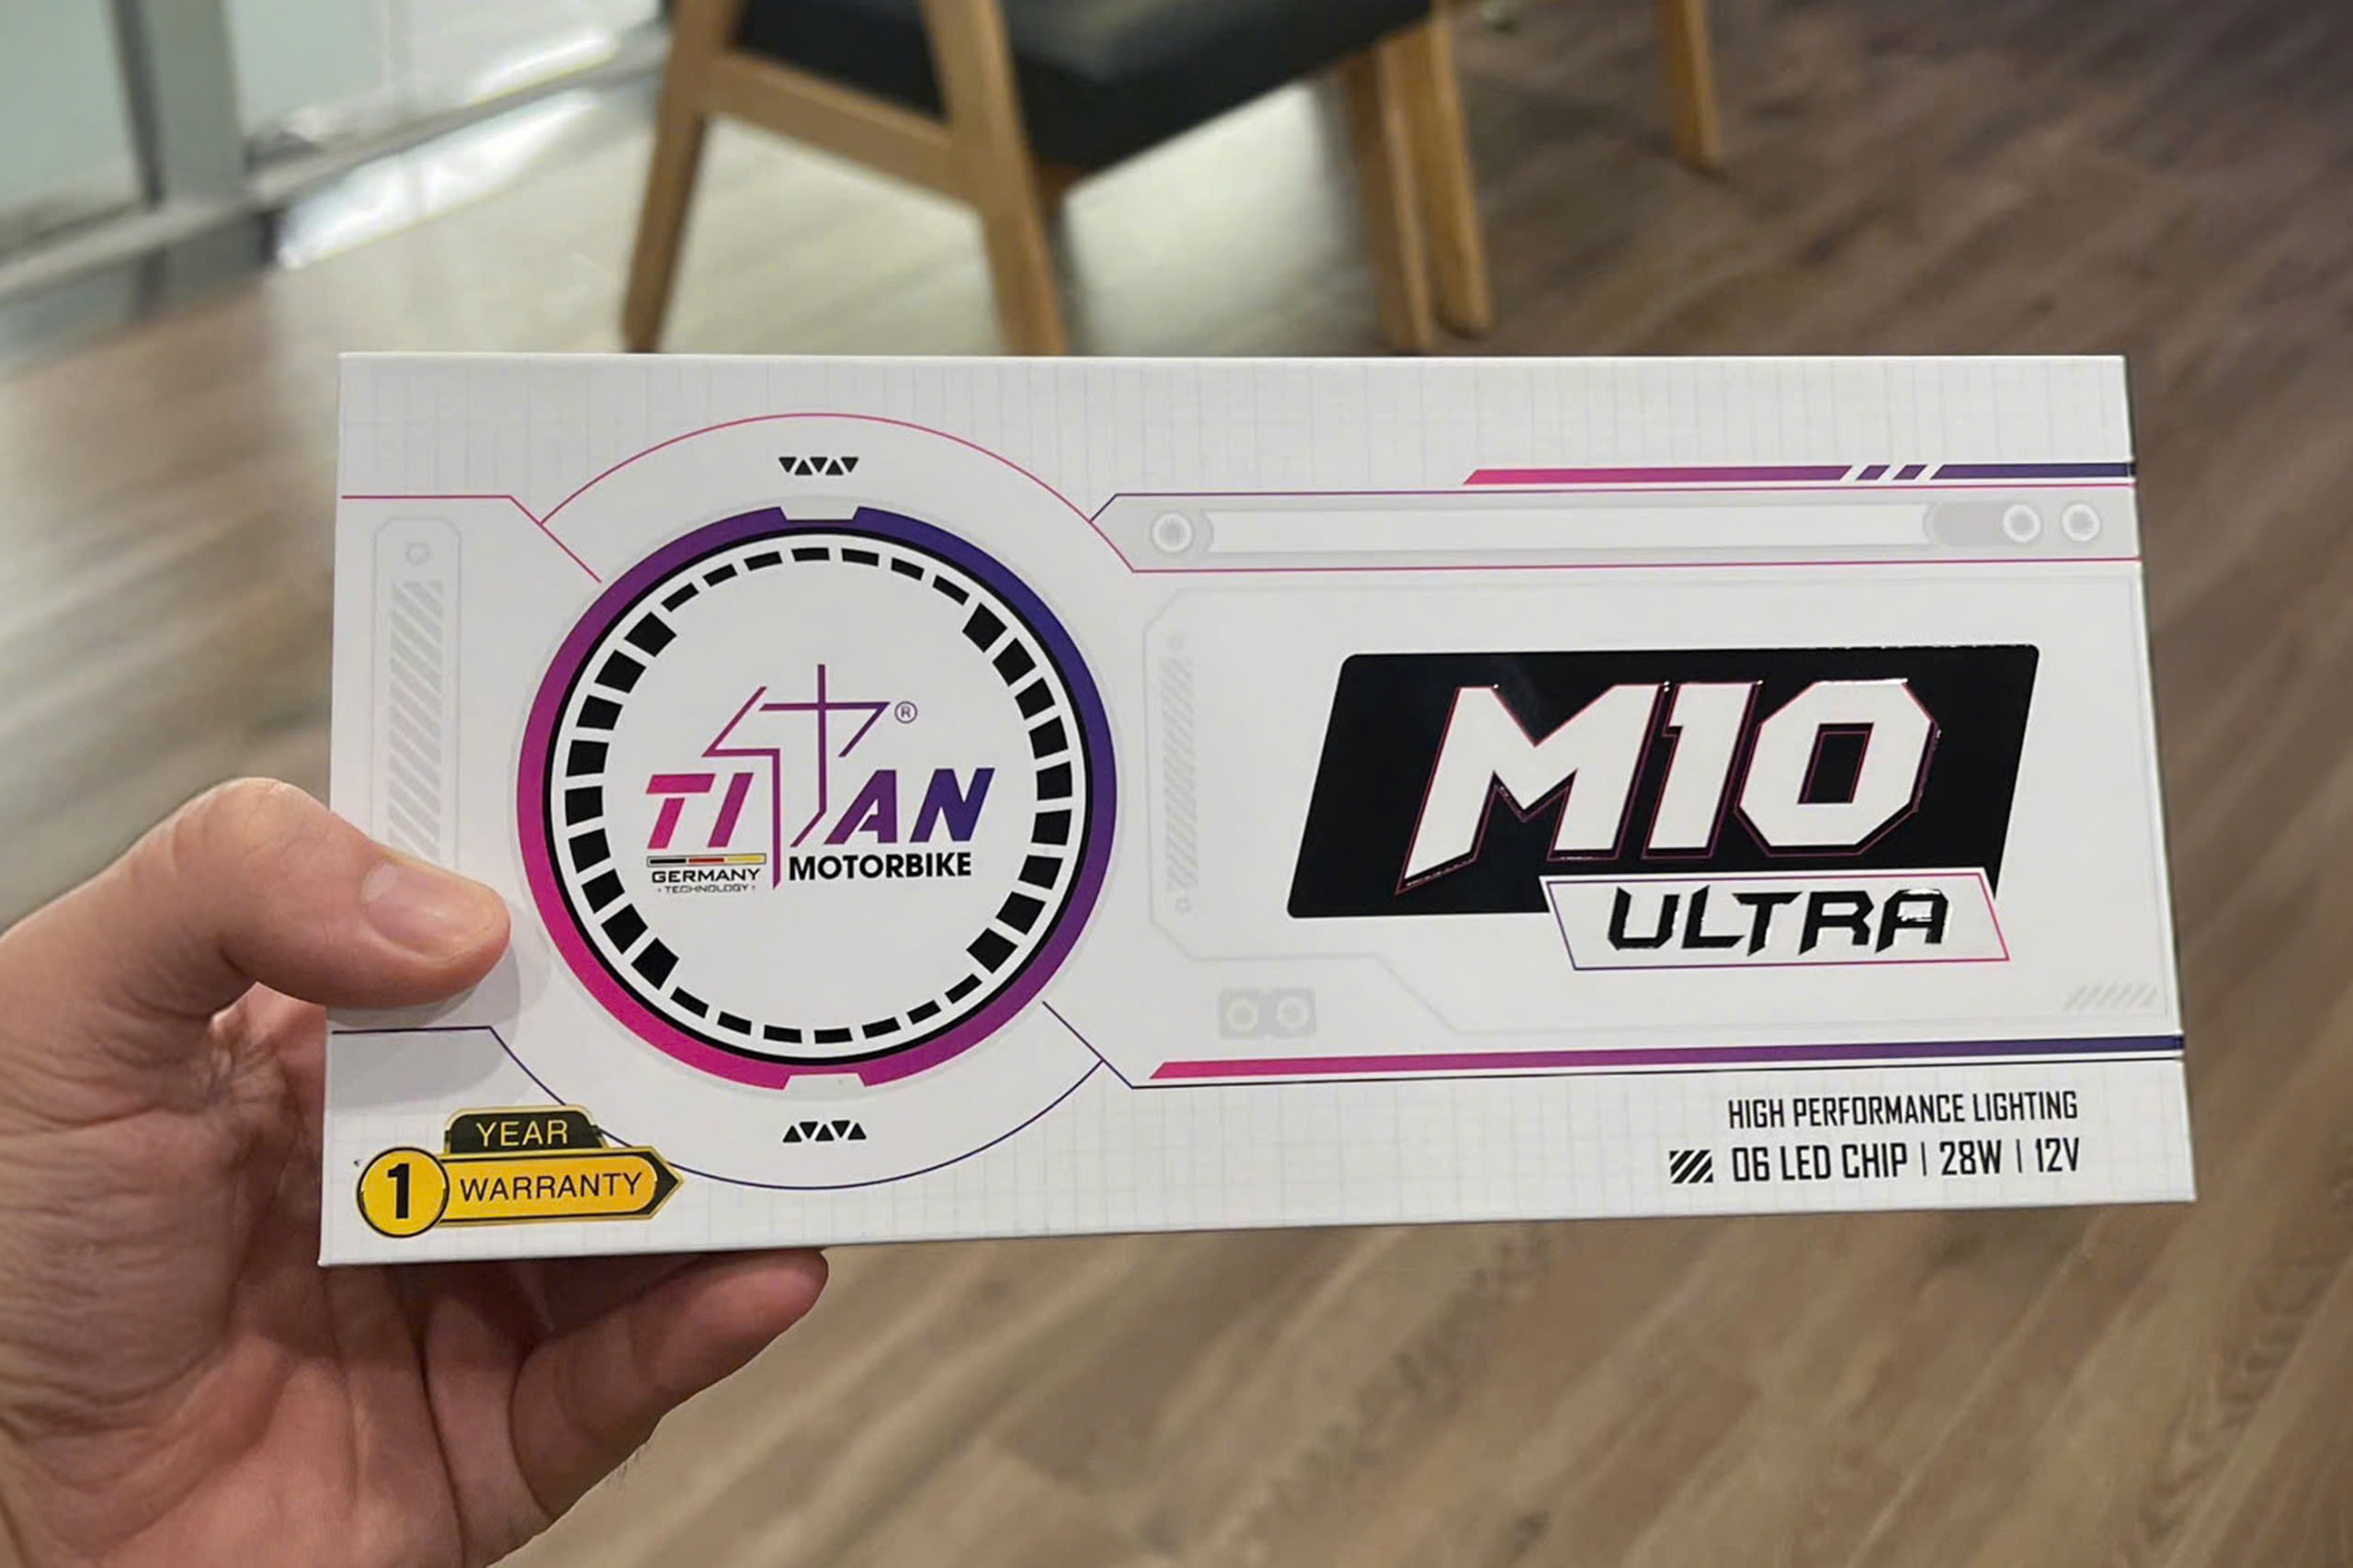 ®
TITAN
GERMANY
TECHNOLOGY
MOTORBIKE
M10
ULTRA
HIGH PERFORMANCE LIGHTING
06 LED CHIP | 28W | 12V
1 YEAR
WARRANTY